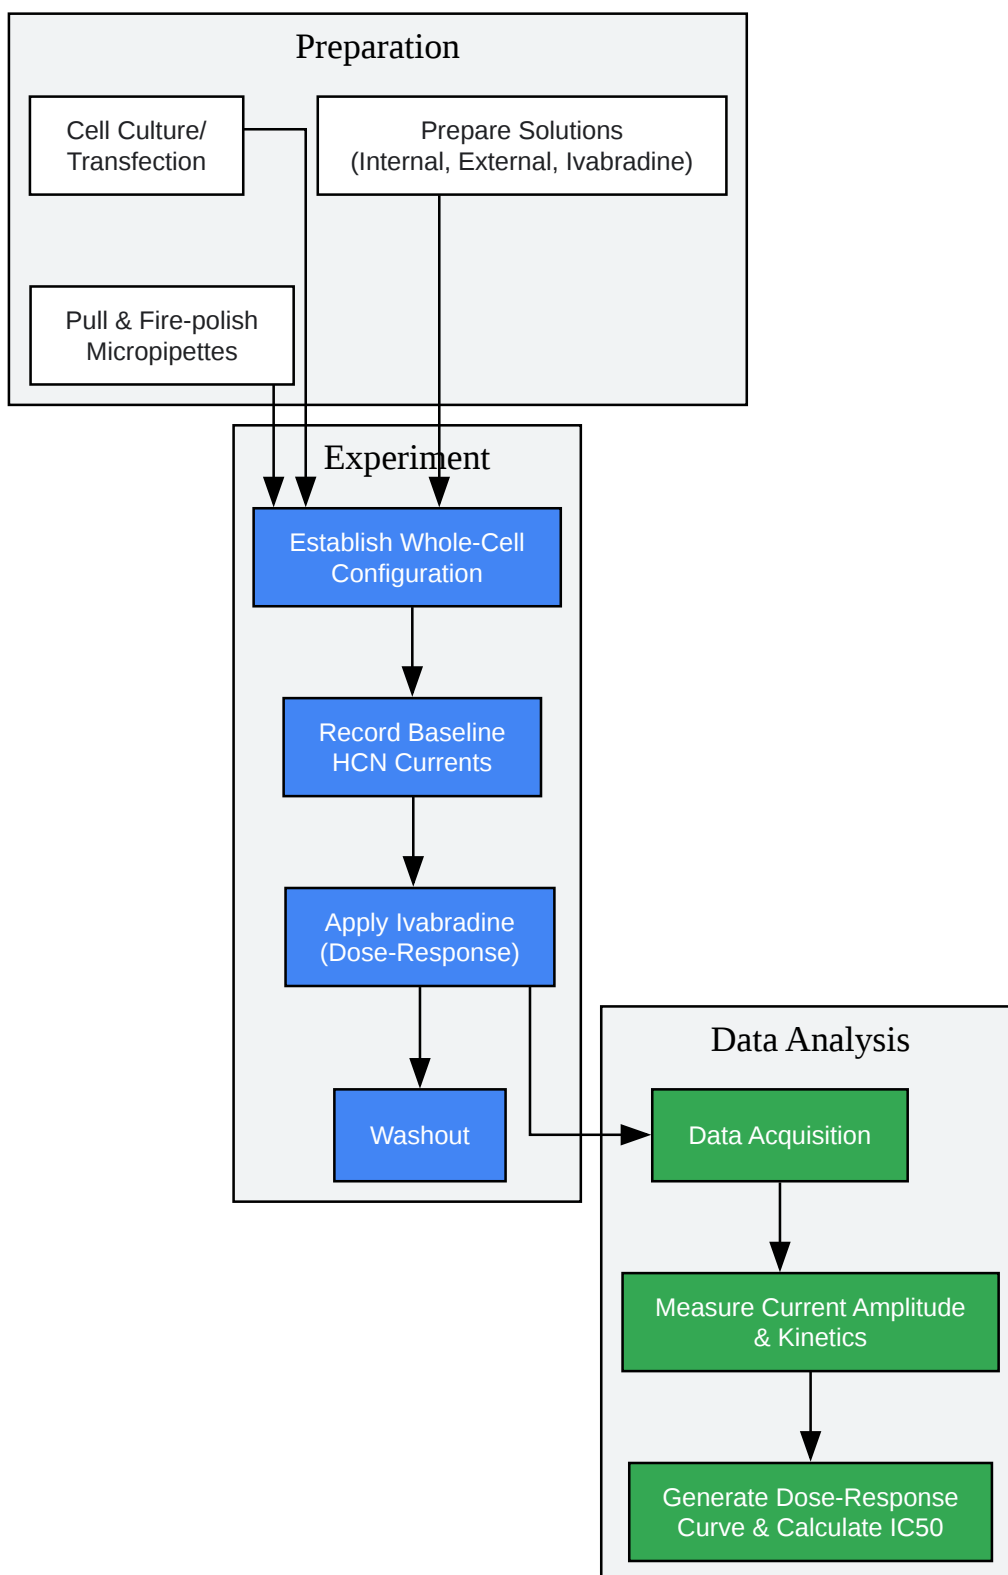 Preparation
Cell Culture/
Transfection
Prepare Solutions
(Internal, External, Ivabradine)
Pull & Fire-polish
Micropipettes
Experiment
Establish Whole-Cell
Configuration
Record Baseline
HCN Currents
Apply Ivabradine
(Dose-Response)
Washout
Data Analysis
Data Acquisition
Measure Current Amplitude
& Kinetics
Generate Dose-Response
Curve & Calculate IC50